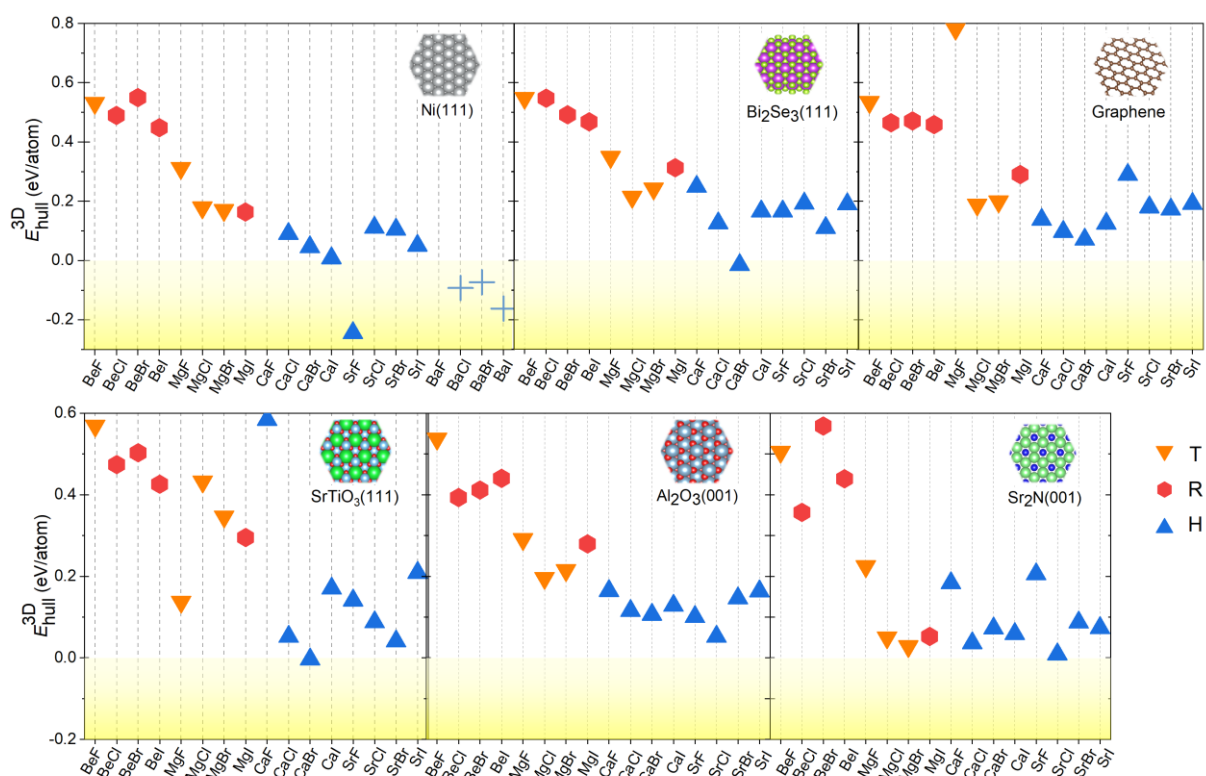 0.8
0.6
0.4
0.2
0.0
-0.2
E^3D_hull (eV/atom)
Ni(111)
Bi2Se3(111)
Graphene
BeF BeCl BeBr BeI MgF MgCl MgBr MgI CaF CaCl CaBr CaI SrF SrCl SrBr SrI BaF BaCl BaBr BaI
BeF BeCl BeBr BeI MgF MgCl MgBr MgI CaF CaCl CaBr CaI SrF SrCl SrBr SrI
BeF BeCl BeBr BeI MgF MgCl MgBr MgI CaF CaCl CaBr CaI SrF SrCl SrBr SrI
0.6
0.4
0.2
0.0
-0.2
E^3D_hull (eV/atom)
SrTiO3(111)
Al2O3(001)
Sr2N(001)
BeF BeCl BeBr BeI MgF MgCl MgBr MgI CaF CaCl CaBr CaI SrF SrCl SrBr SrI
BeF BeCl BeBr BeI MgF MgCl MgBr MgI CaF CaCl CaBr CaI SrF SrCl SrBr SrI
BeF BeCl BeBr BeI MgF MgCl MgBr MgI CaF CaCl CaBr CaI SrF SrCl SrBr SrI
T
R
H